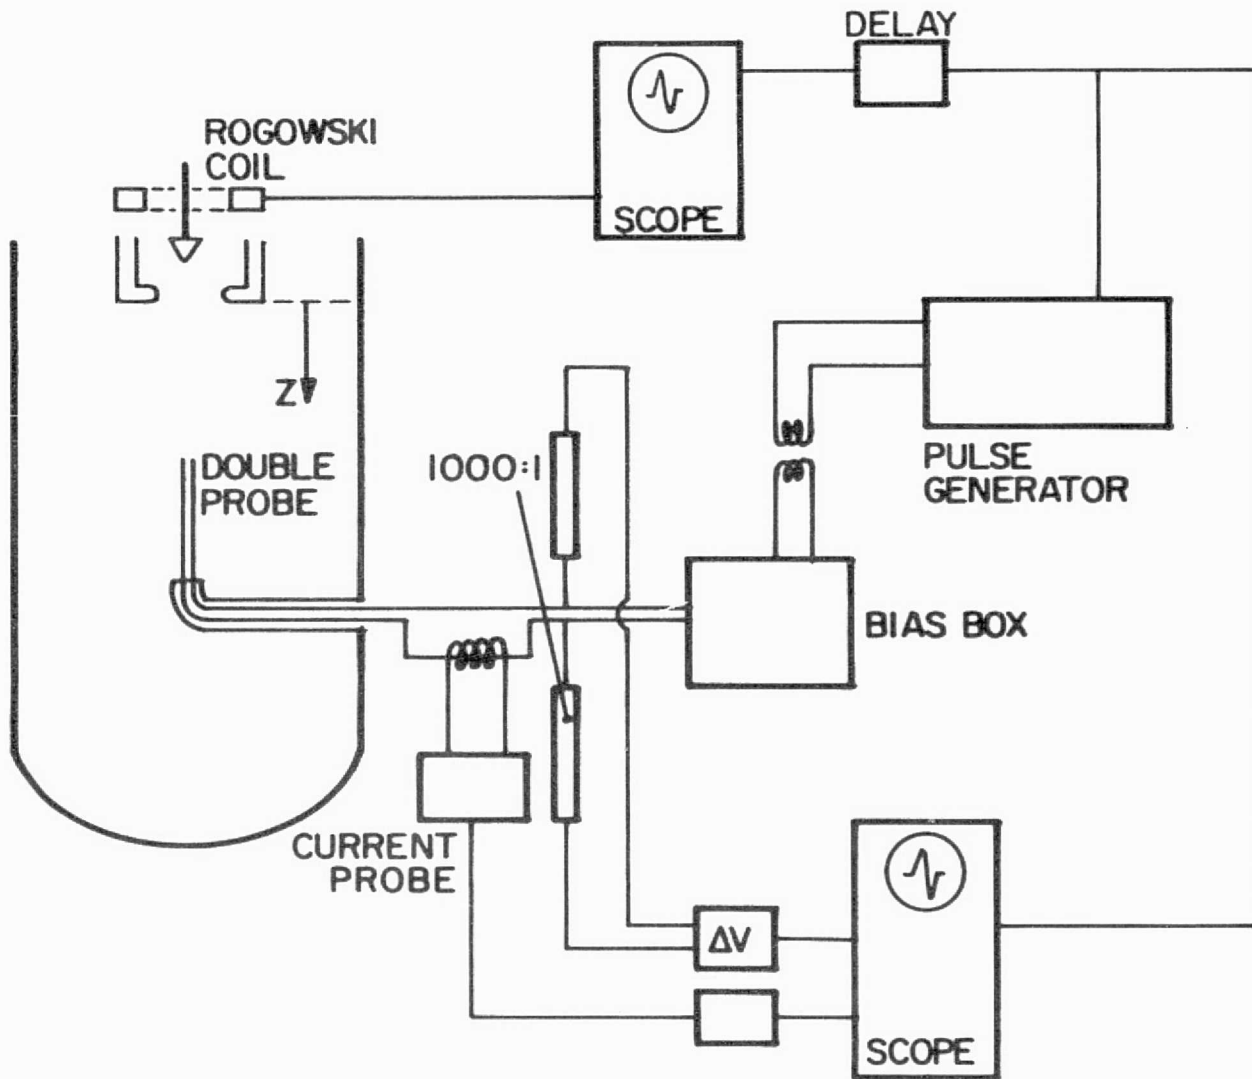 DELAY
ROGOWSKI
COIL
SCOPE
Z
DOUBLE
PROBE
1000:1
PULSE
GENERATOR
BIAS BOX
CURRENT
PROBE
ΔV
SCOPE